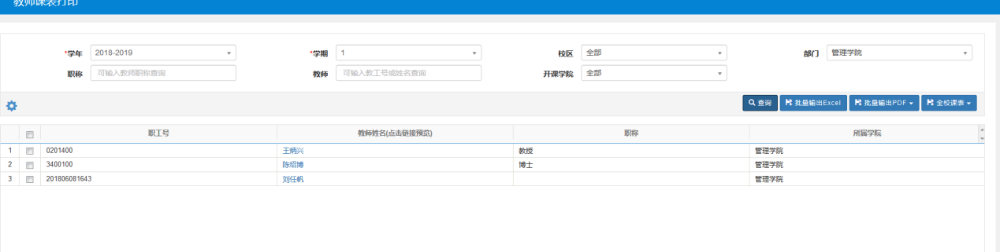 教师课表打印
*学年 2018-2019 *学期 1 校区 全部 部门 管理学院
职称 可输入教师职称查询 教师 可输入教工号或姓名查询 开课学院 全部
查询 批量输出Excel 批量输出PDF 全校课表
职工号 教师姓名(点击链接预览) 职称 所属学院
1 0201400 王炳兴 教授 管理学院
2 3400100 陈绍博 博士 管理学院
3 201806081643 刘任帆 管理学院